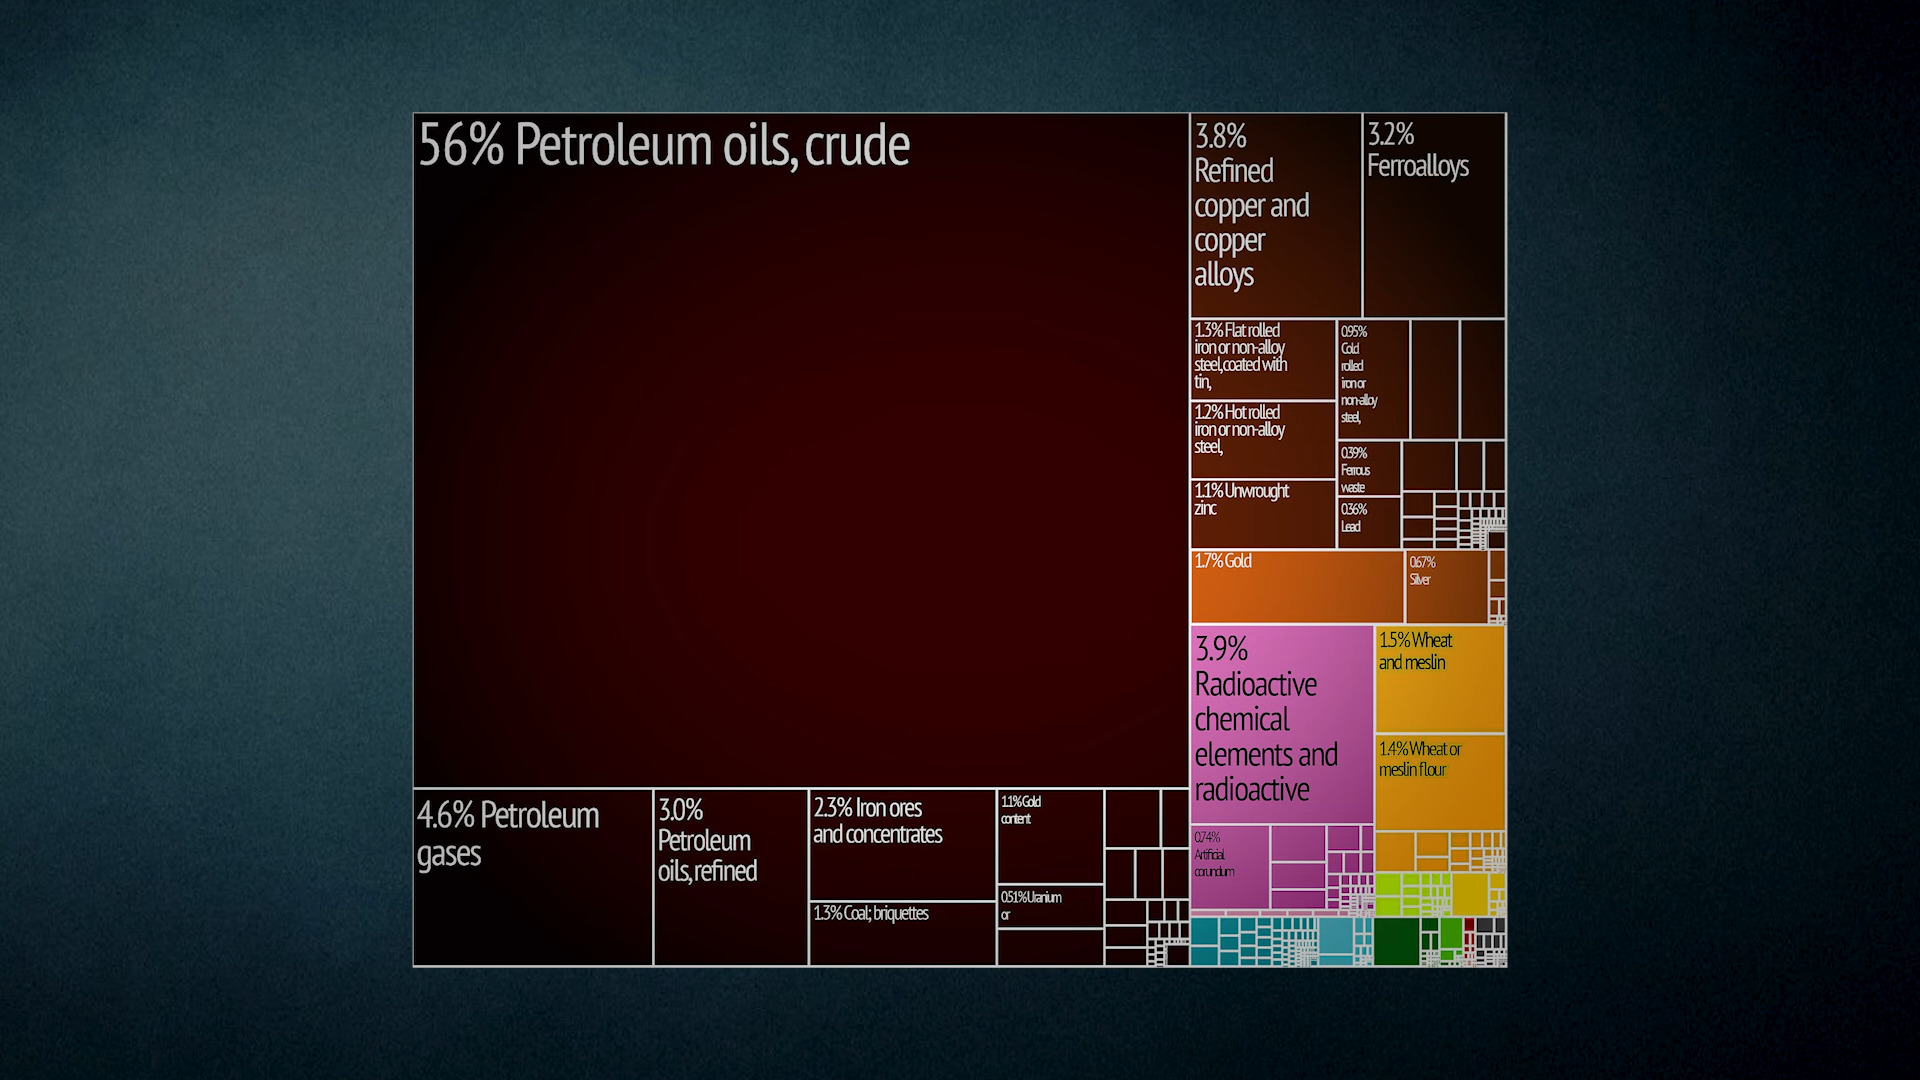 56% Petroleum oils, crude
3.8%
Refined
copper and
copper
alloys
3.2%
Ferroalloys
1.3% Flat rolled
iron or non-alloy
steel,coated with
tin,
0.95%
Cold
rolled
iron or
non-alloy
steel,
1.2% Hot rolled
iron or non-alloy
steel,
0.39%
Ferrous
waste
1.1% Unwrought
zinc
0.36%
Lead
1.7% Gold
0.67%
Silver
3.9%
Radioactive
chemical
elements and
radioactive
1.5% Wheat
and meslin
1.4% Wheat or
meslin flour
4.6% Petroleum
gases
3.0%
Petroleum
oils, refined
2.3% Iron ores
and concentrates
1.3% Coal; briquettes
1.1% Gold
content
0.51% Uranium
or
0.74%
Artificial
corundum